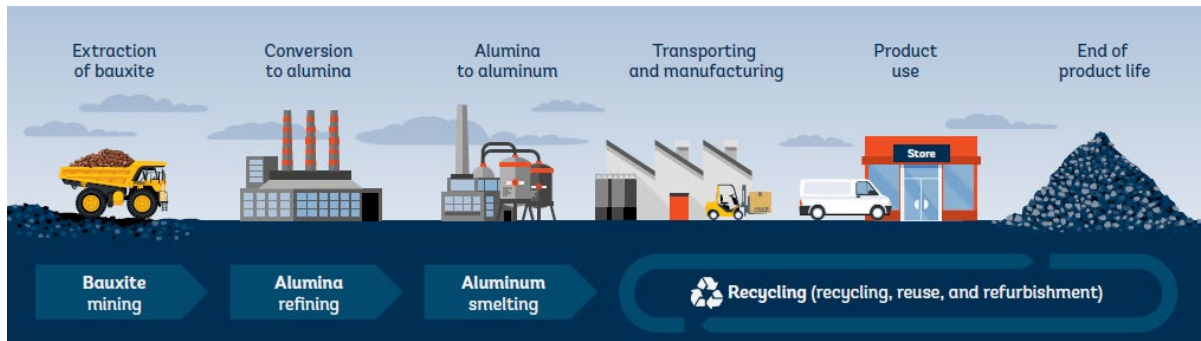 Extraction
of bauxite
Conversion
to alumina
Alumina
to aluminum
Transporting
and manufacturing
Product
use
End of
product life
Store
Bauxite
mining
Alumina
refining
Aluminum
smelting
Recycling (recycling, reuse, and refurbishment)